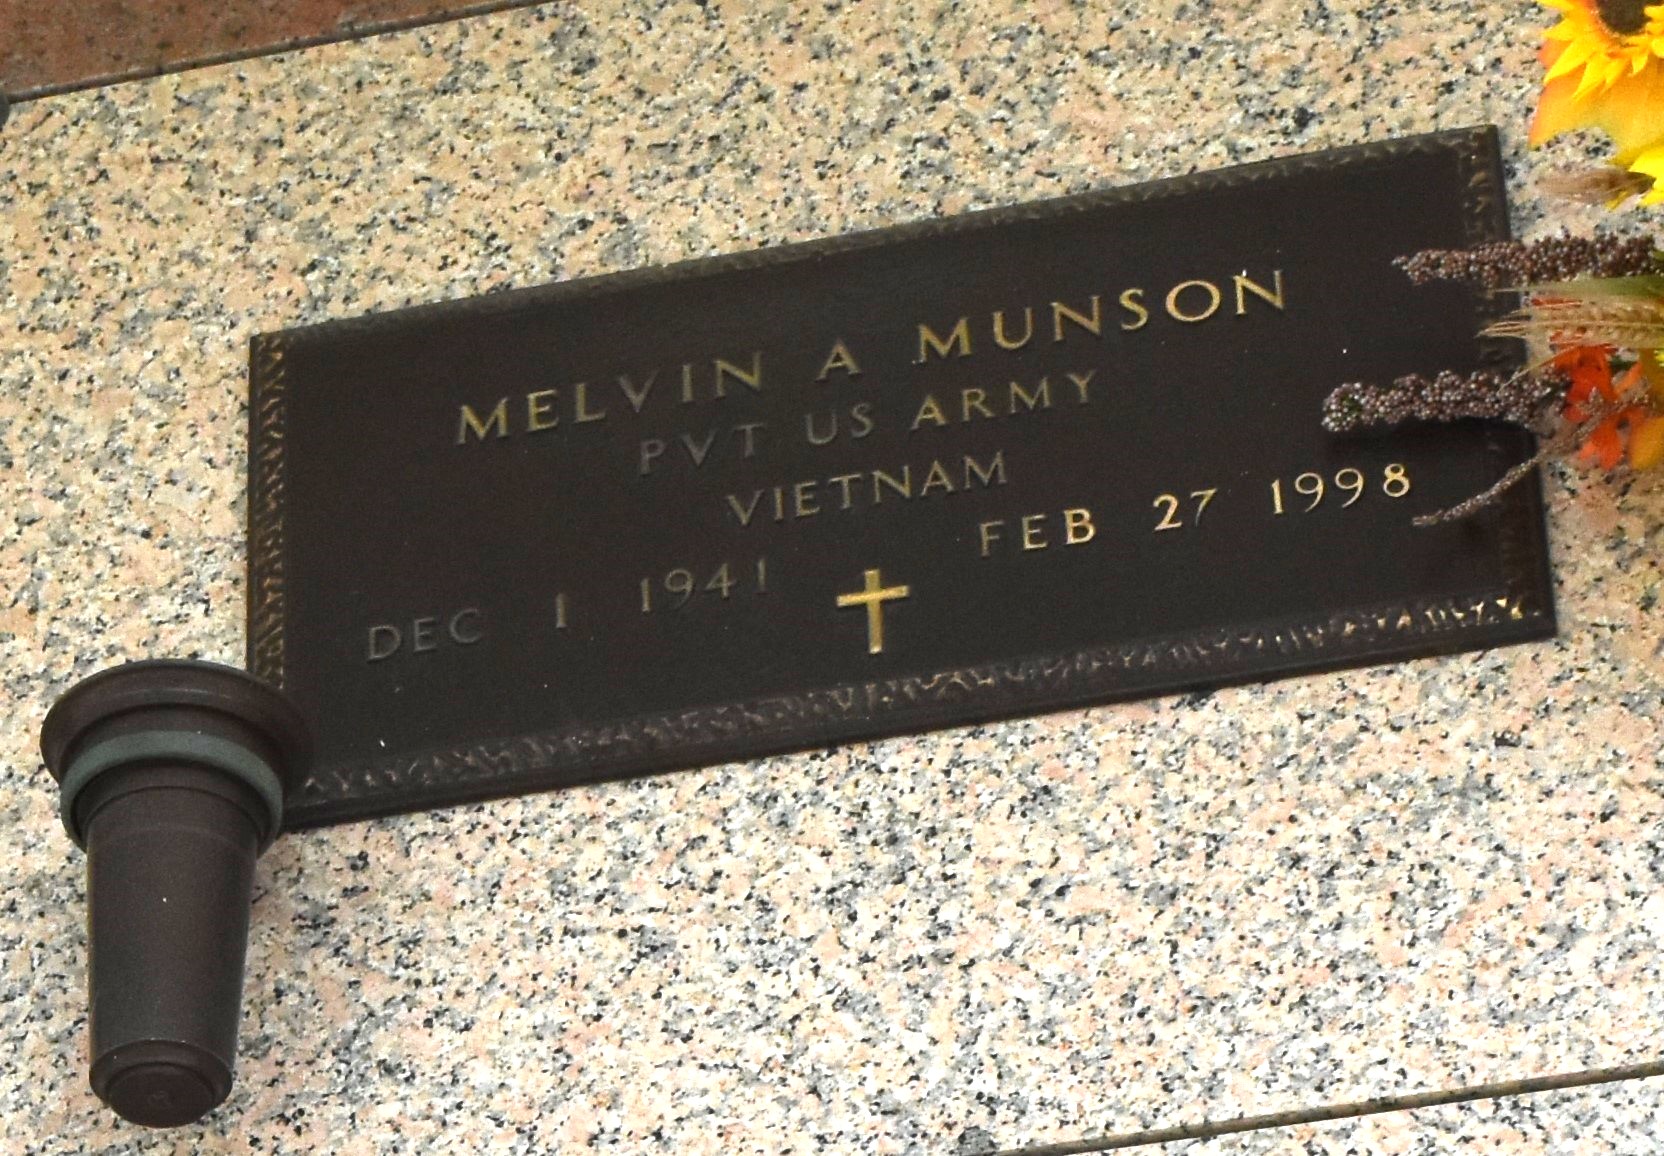 MELVIN A MUNSON
PVT US ARMY
VIETNAM
DEC 1 1941 FEB 27 1998